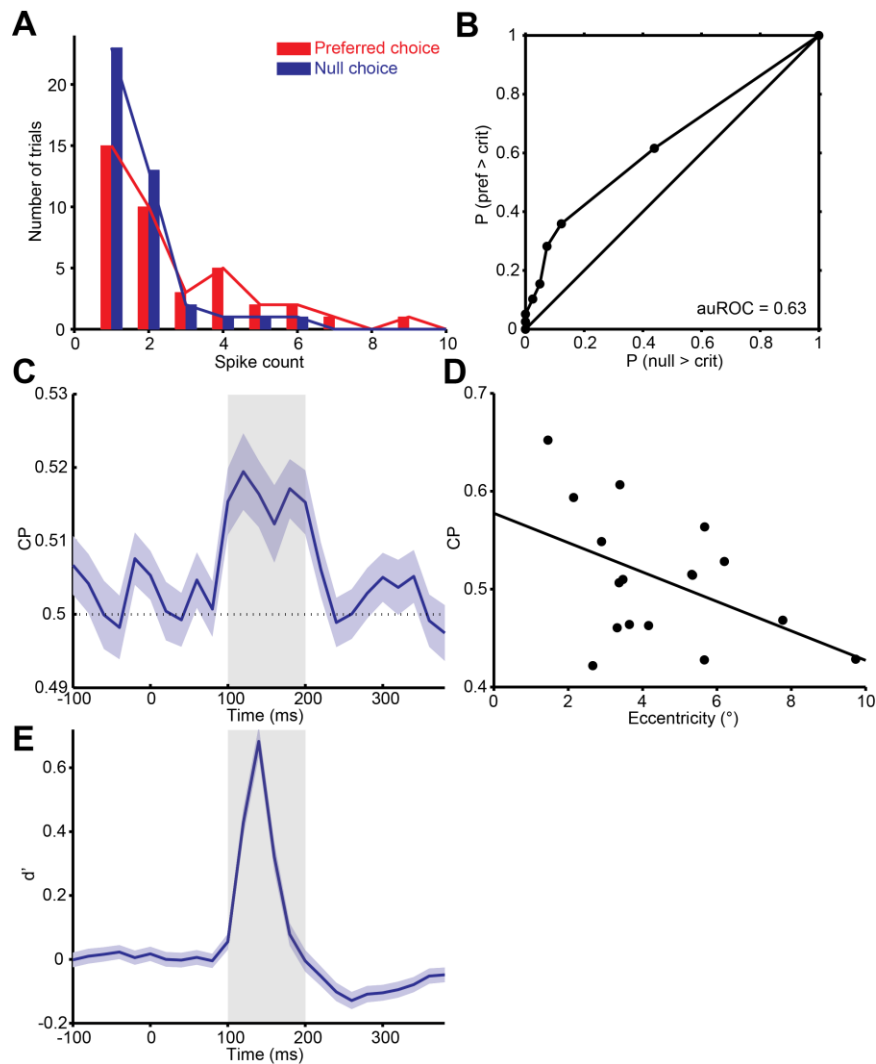 A
Preferred choice
Null choice
20
15
10
5
0
Number of trials
0 2 4 6 8 10
Spike count
B
1
0.8
0.6
0.4
0.2
0
P (pref > crit)
auROC = 0.63
0 0.2 0.4 0.6 0.8 1
P (null > crit)
C
0.53
0.52
0.51
0.5
0.49
CP
-100 0 100 200 300
Time (ms)
D
0.7
0.6
0.5
0.4
CP
0 2 4 6 8 10
Eccentricity (°)
E
0.6
0.4
0.2
0
-0.2
d'
-100 0 100 200 300
Time (ms)